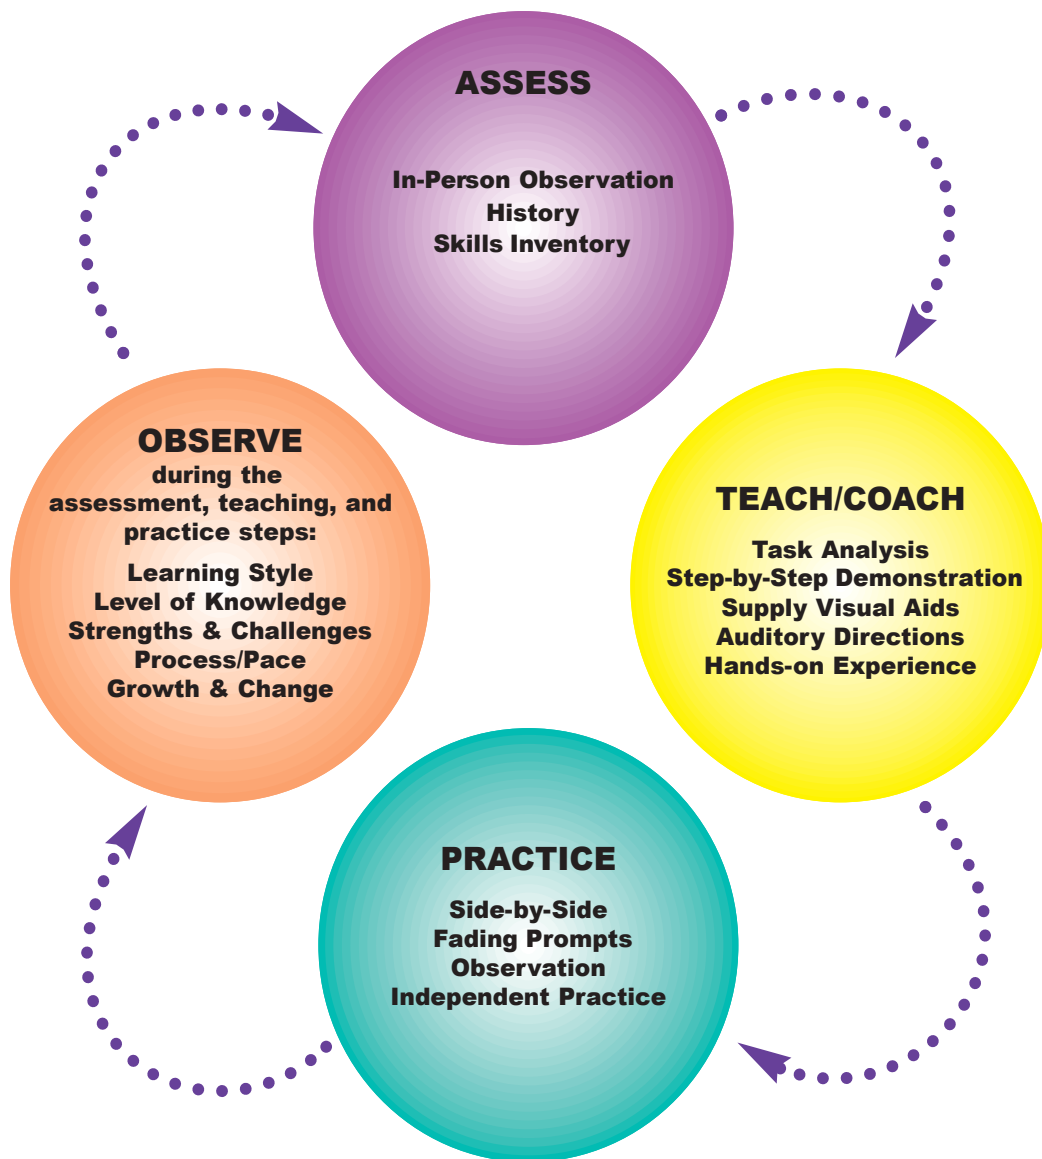 ASSESS
In-Person Observation
History
Skills Inventory
OBSERVE
during the
assessment, teaching, and
practice steps:
Learning Style
Level of Knowledge
Strengths & Challenges
Process/Pace
Growth & Change
TEACH/COACH
Task Analysis
Step-by-Step Demonstration
Supply Visual Aids
Auditory Directions
Hands-on Experience
PRACTICE
Side-by-Side
Fading Prompts
Observation
Independent Practice